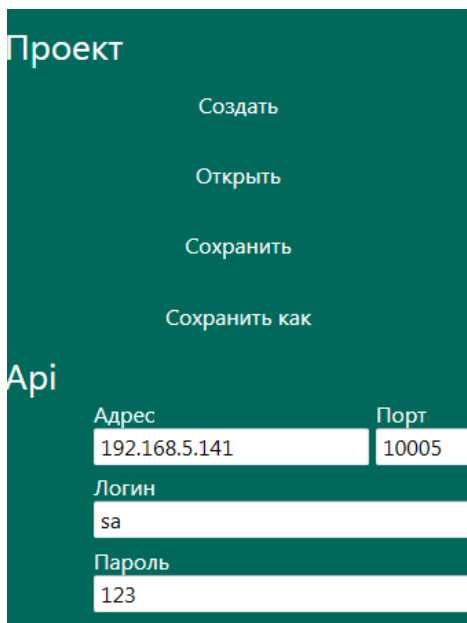 Проект
Создать
Открыть
Сохранить
Сохранить как
Api
Адрес Порт
192.168.5.141 10005
Логин
sa
Пароль
123